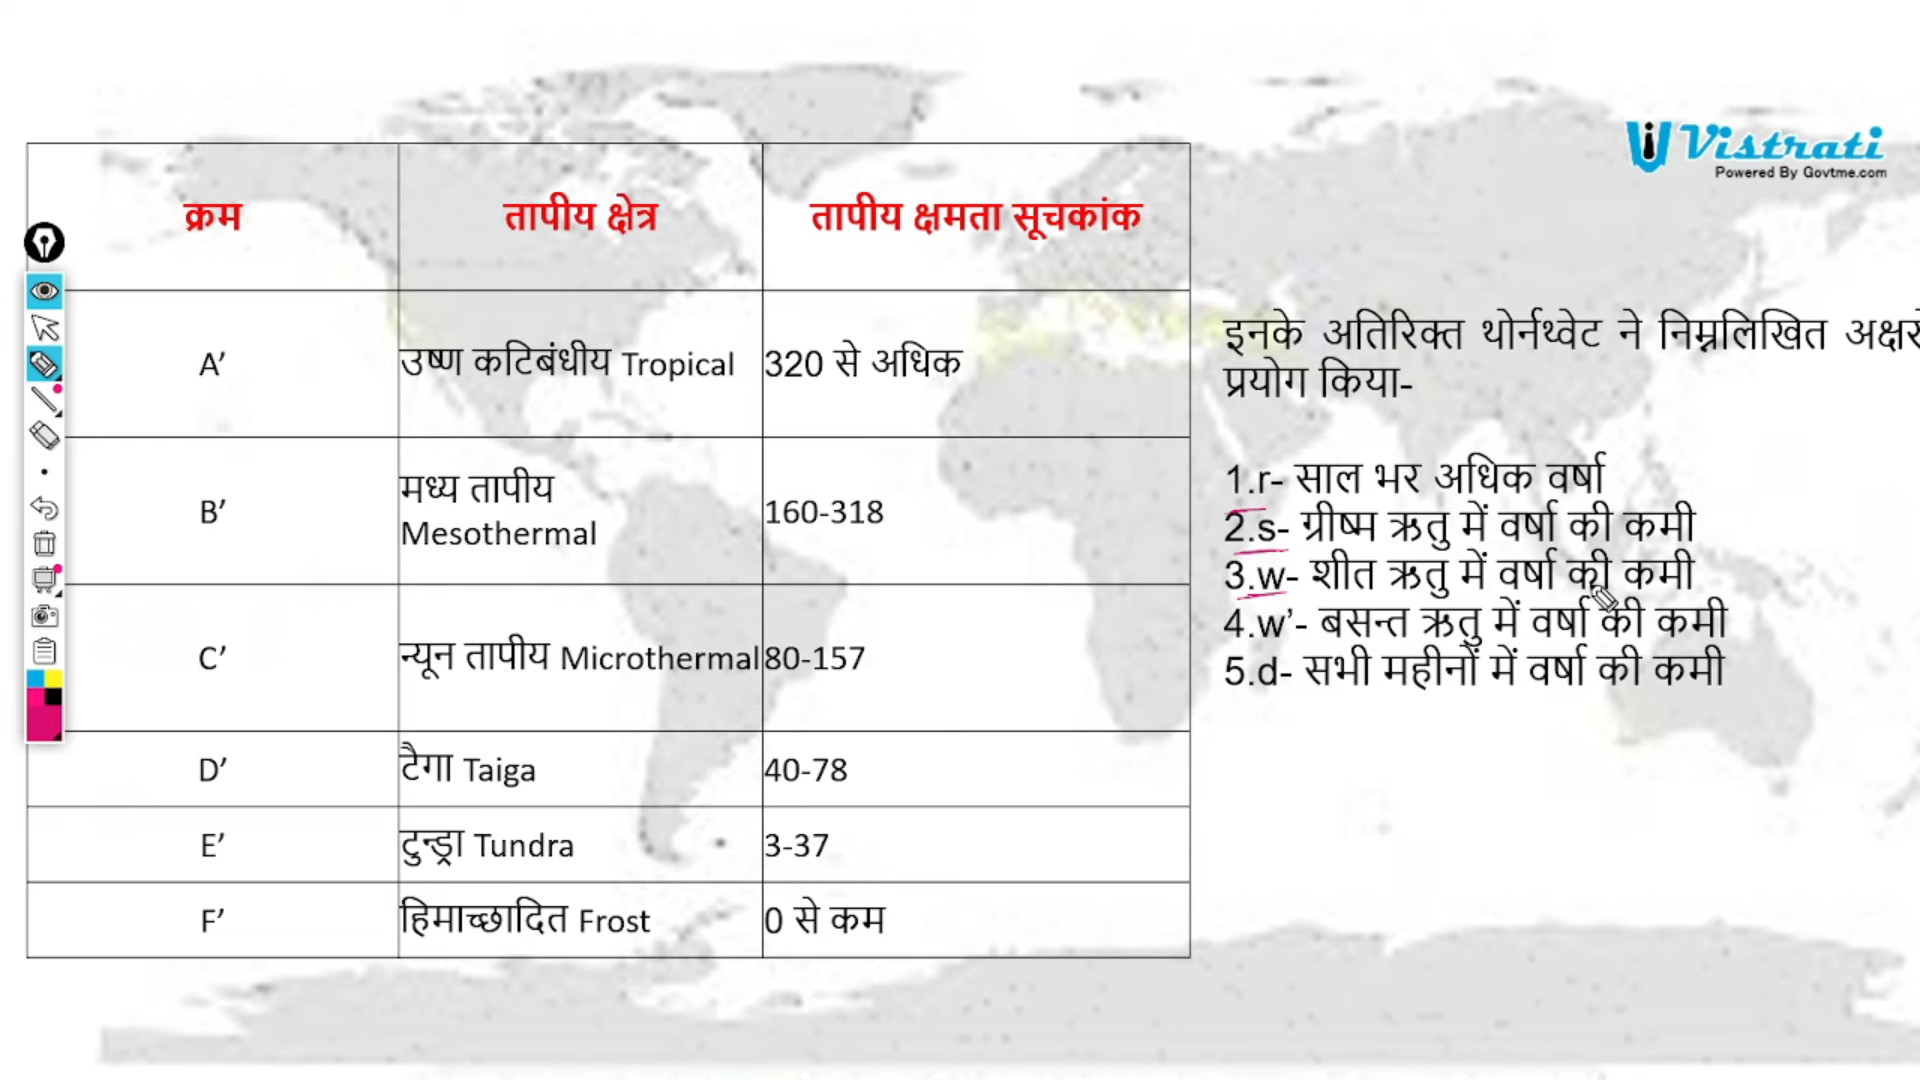 Vistrati
Powered By Govtme.com
क्रम तापीय क्षेत्र तापीय क्षमता सूचकांक
A’ उष्ण कटिबंधीय Tropical 320 से अधिक
B’ मध्य तापीय Mesothermal 160-318
C’ न्यून तापीय Microthermal 80-157
D’ टैगा Taiga 40-78
E’ टुन्ड्रा Tundra 3-37
F’ हिमाच्छादित Frost 0 से कम
इनके अतिरिक्त थोर्नथ्वेट ने निम्नलिखित
प्रयोग किया-
1.r- साल भर अधिक वर्षा
2.s- ग्रीष्म ऋतु में वर्षा की कमी
3.w- शीत ऋतु में वर्षा की कमी
4.w’- बसन्त ऋतु में वर्षा की कमी
5.d- सभी महीनों में वर्षा की कमी